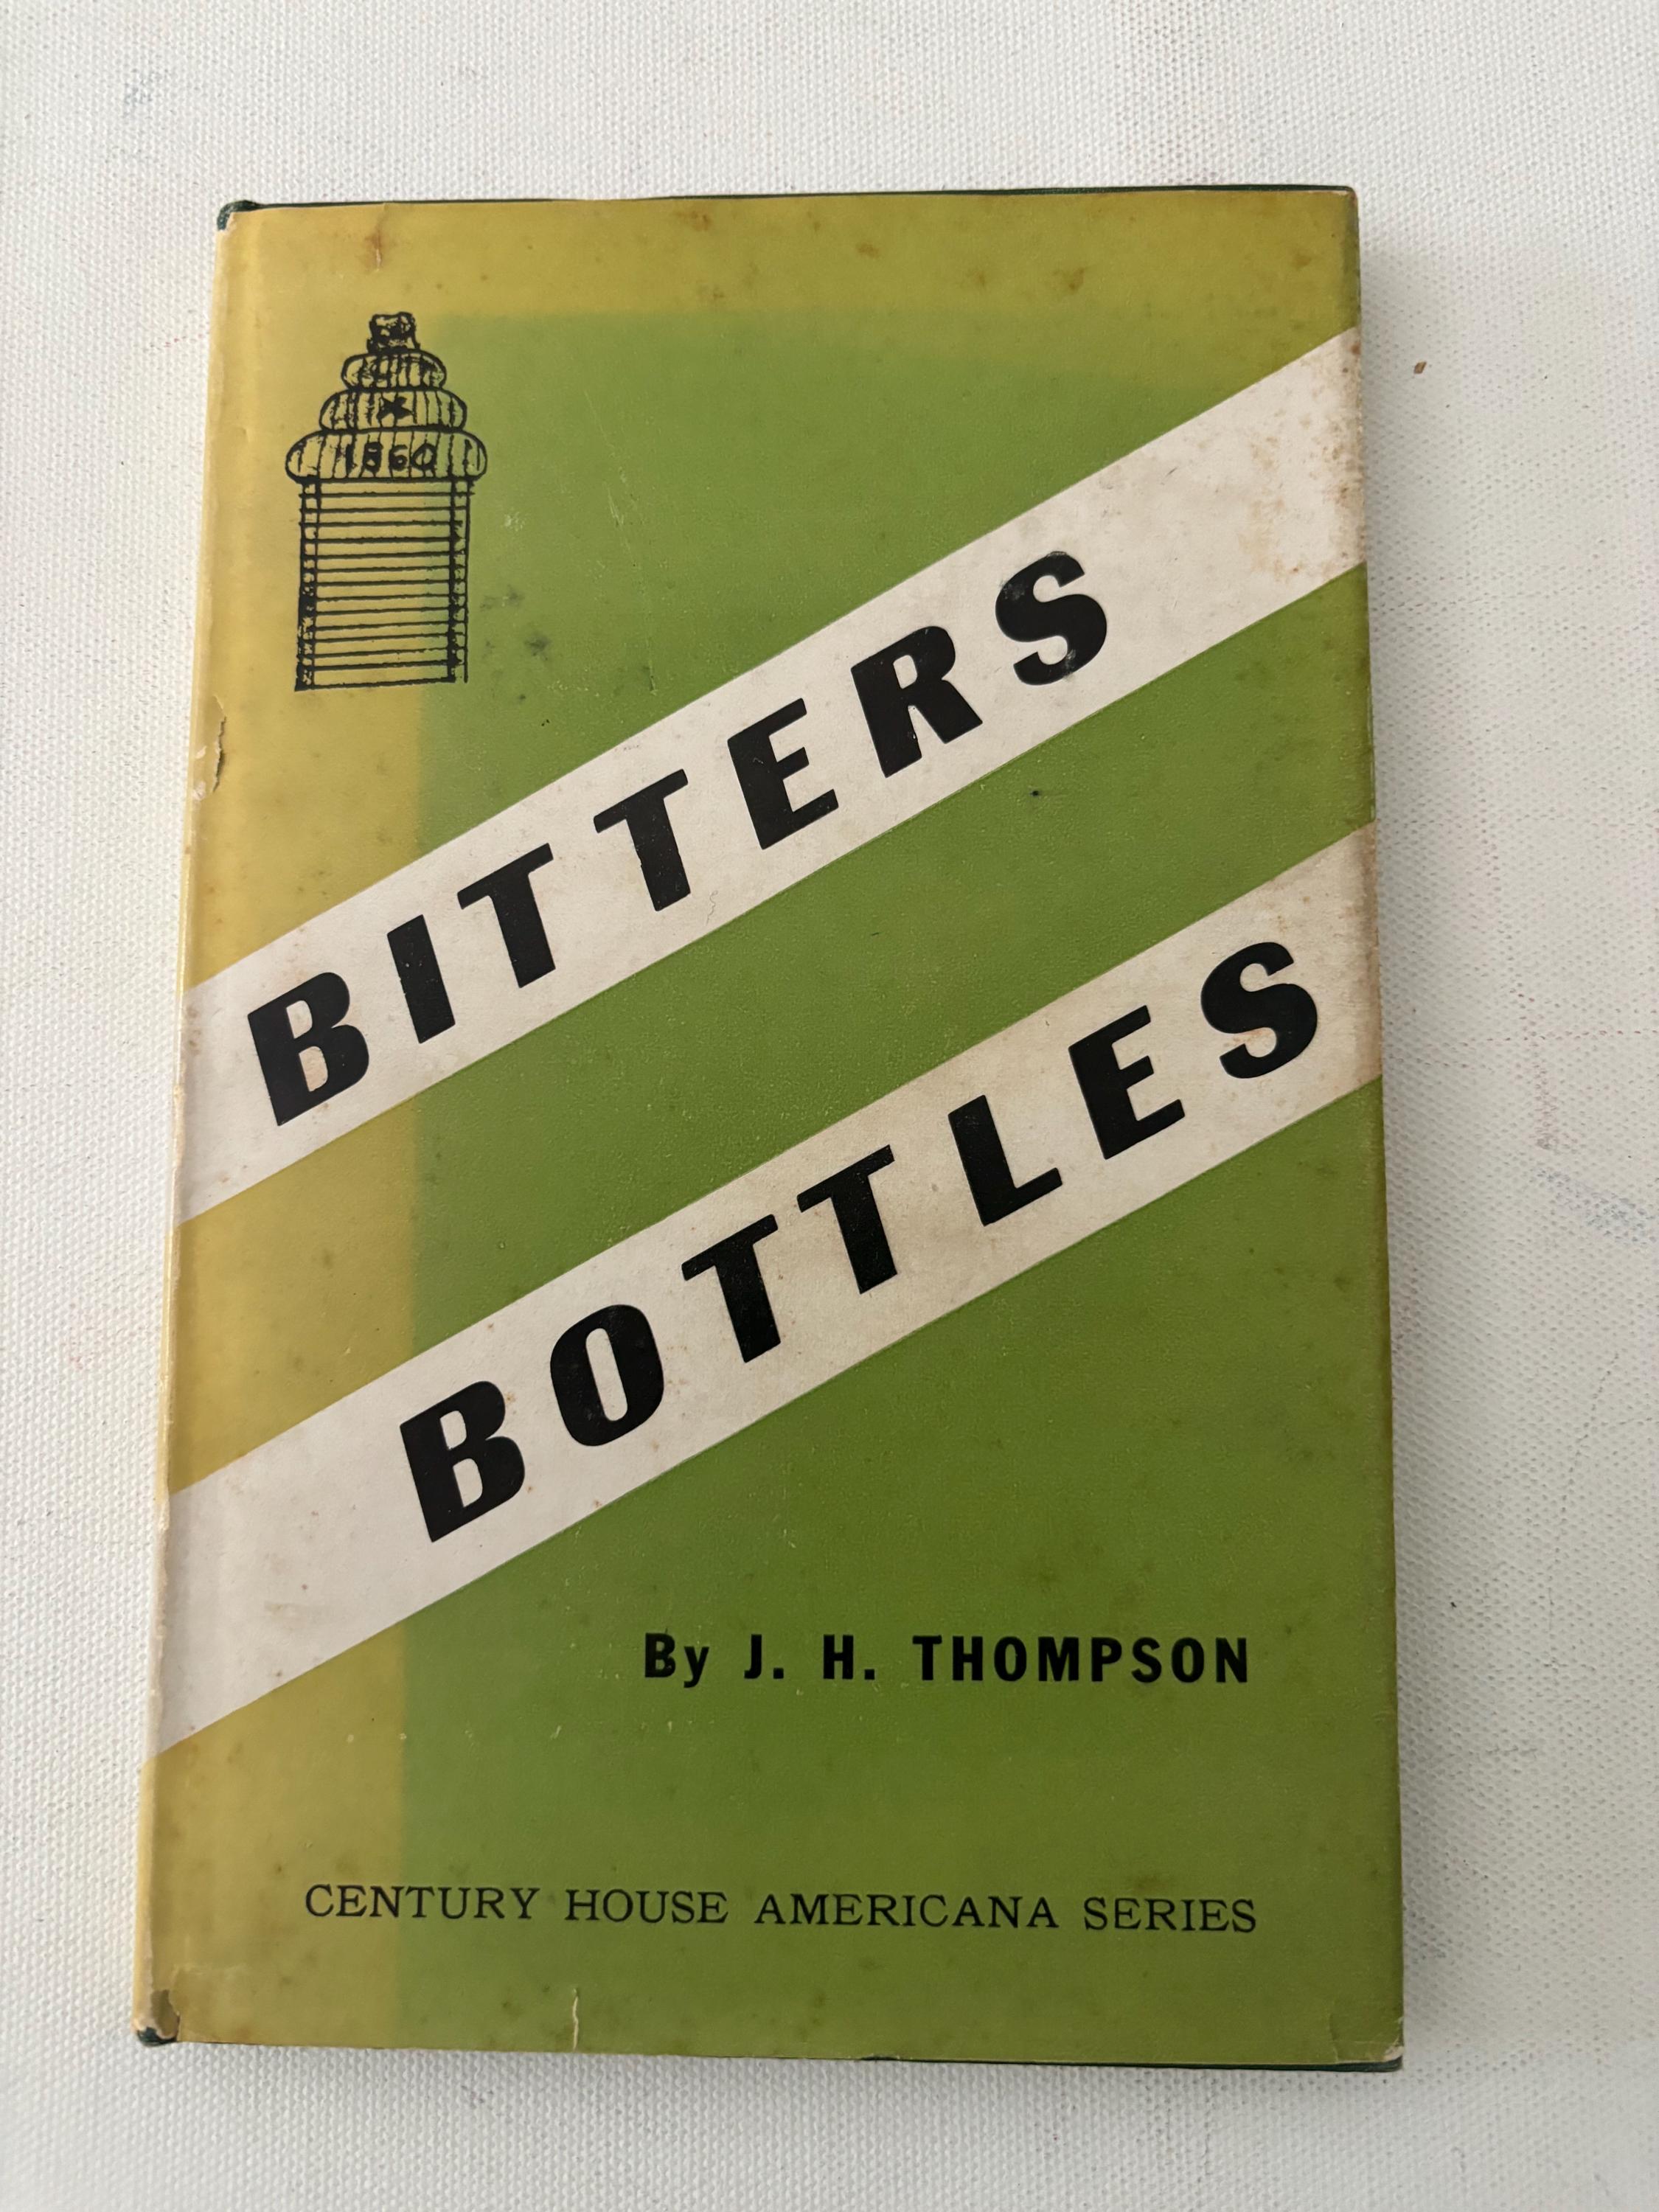 1860
BITTERS
BOTTLES
By J. H. THOMPSON
CENTURY HOUSE AMERICANA SERIES